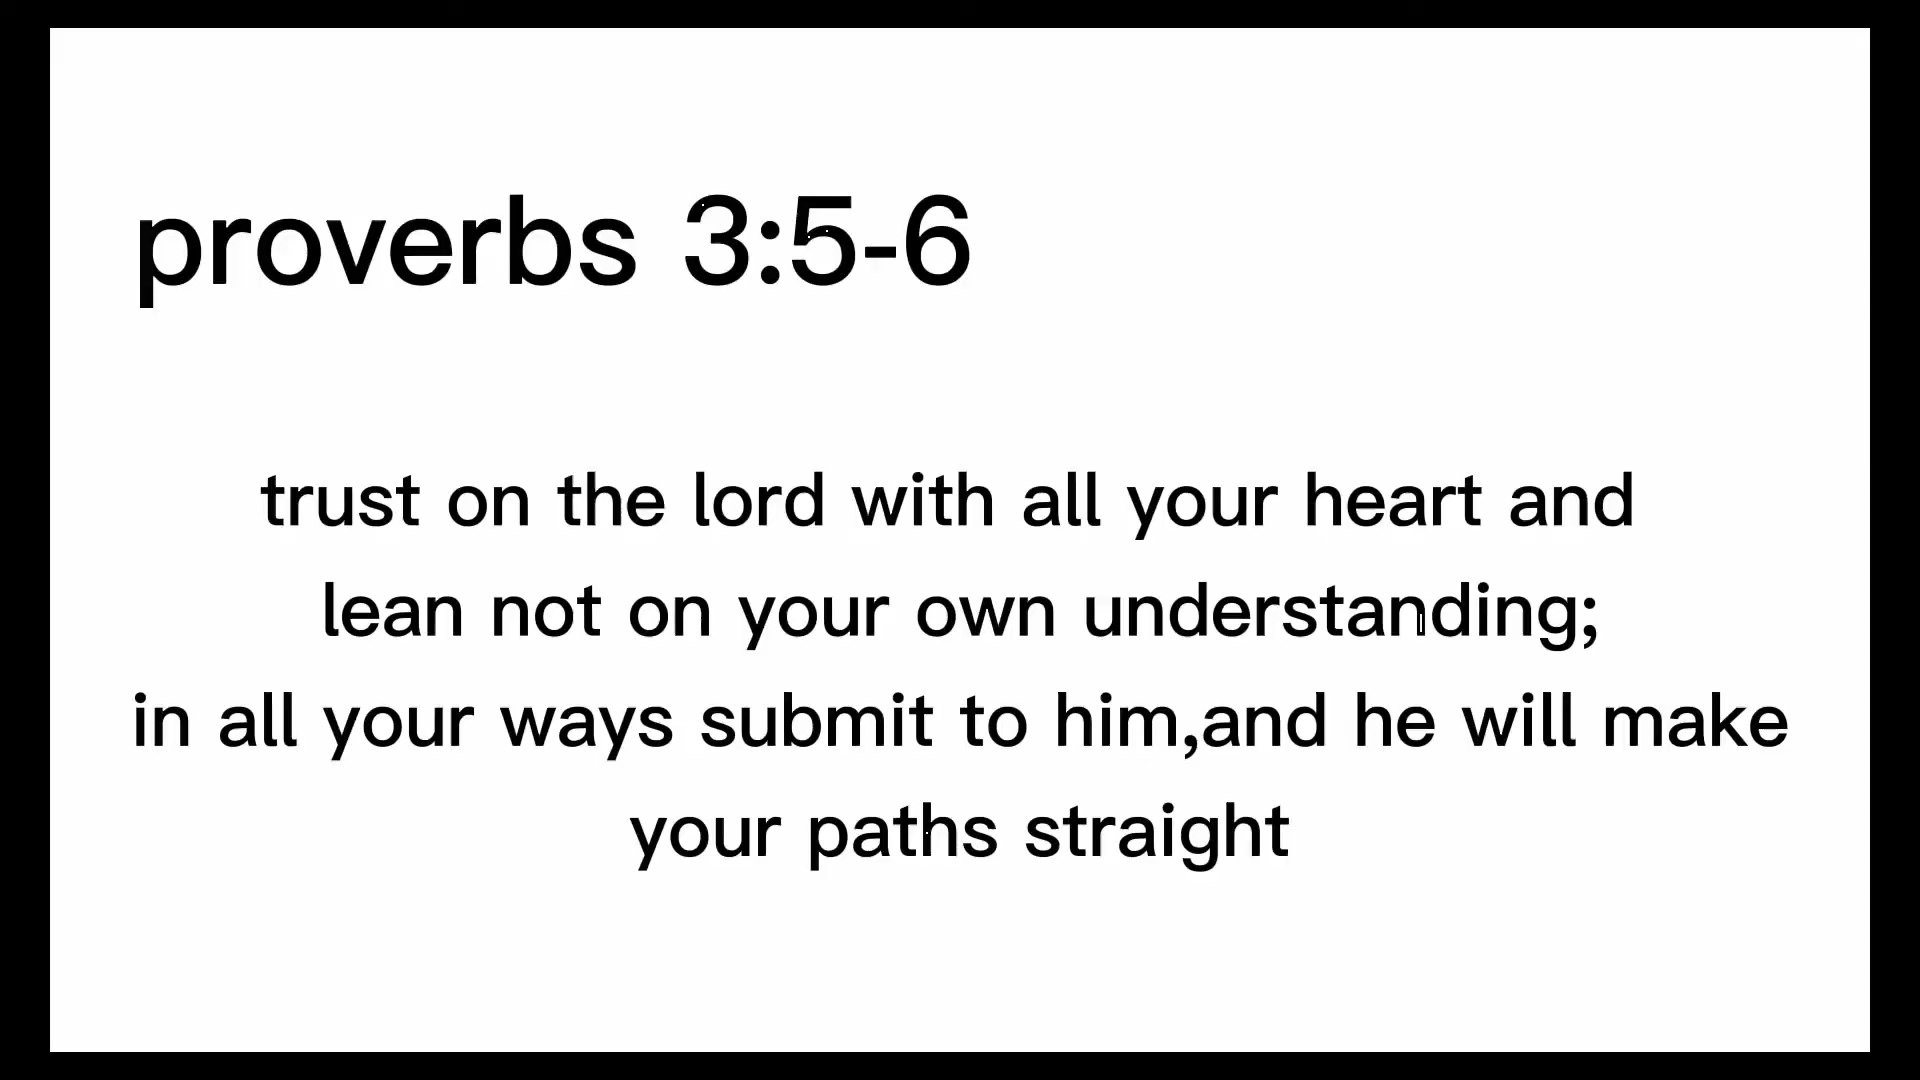 proverbs 3:5-6
trust on the lord with all your heart and
lean not on your own understanding;
in all your ways submit to him,and he will make
your paths straight